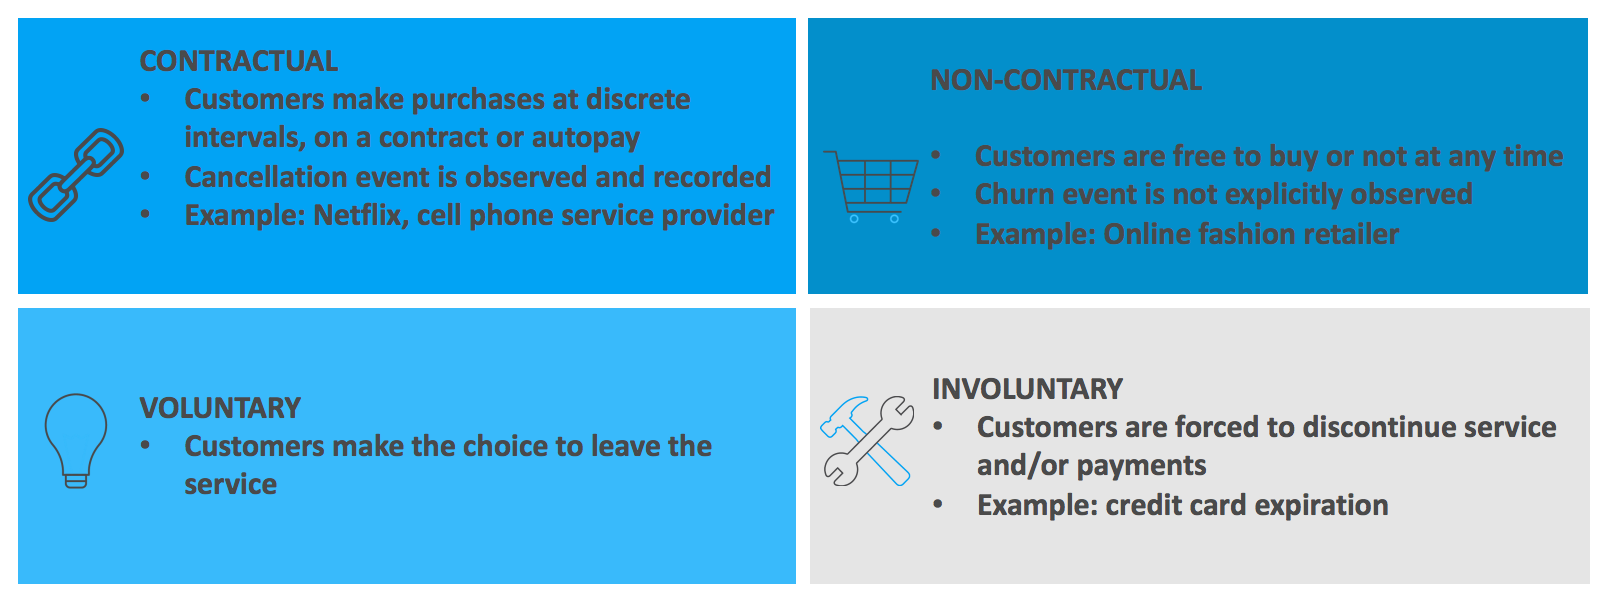 CONTRACTUAL
• Customers make purchases at discrete
intervals, on a contract or autopay
• Cancellation event is observed and recorded
• Example: Netflix, cell phone service provider
NON-CONTRACTUAL
• Customers are free to buy or not at any time
• Churn event is not explicitly observed
• Example: Online fashion retailer
VOLUNTARY
• Customers make the choice to leave the
service
INVOLUNTARY
• Customers are forced to discontinue service
and/or payments
• Example: credit card expiration